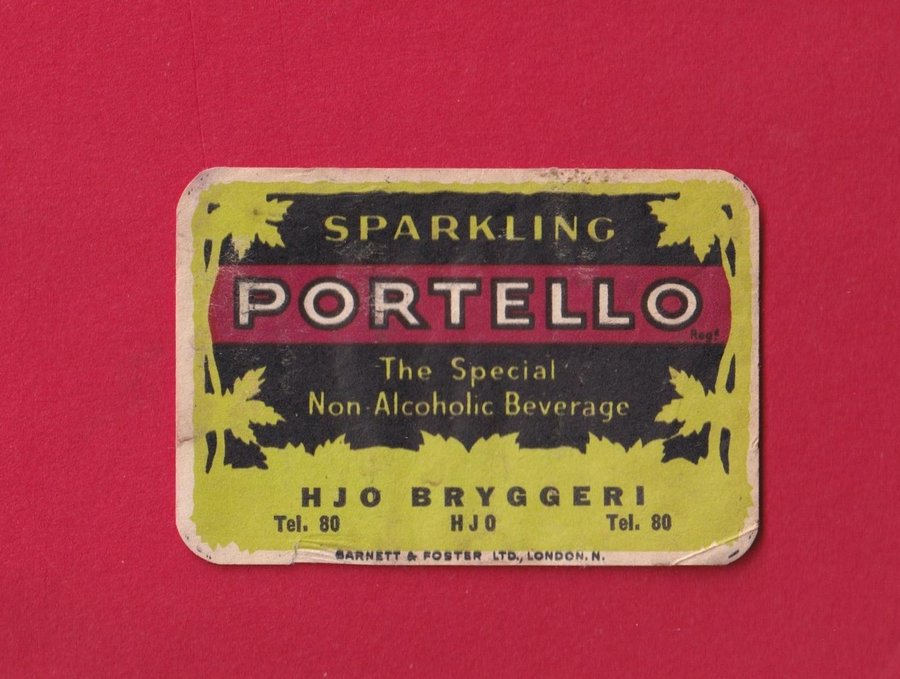 SPARKLING
PORTELLO
Regd
The Special
Non-Alcoholic Beverage
HJO BRYGGERI
Tel. 80 HJO Tel. 80
BARNETT & FOSTER LTD., LONDON. N.